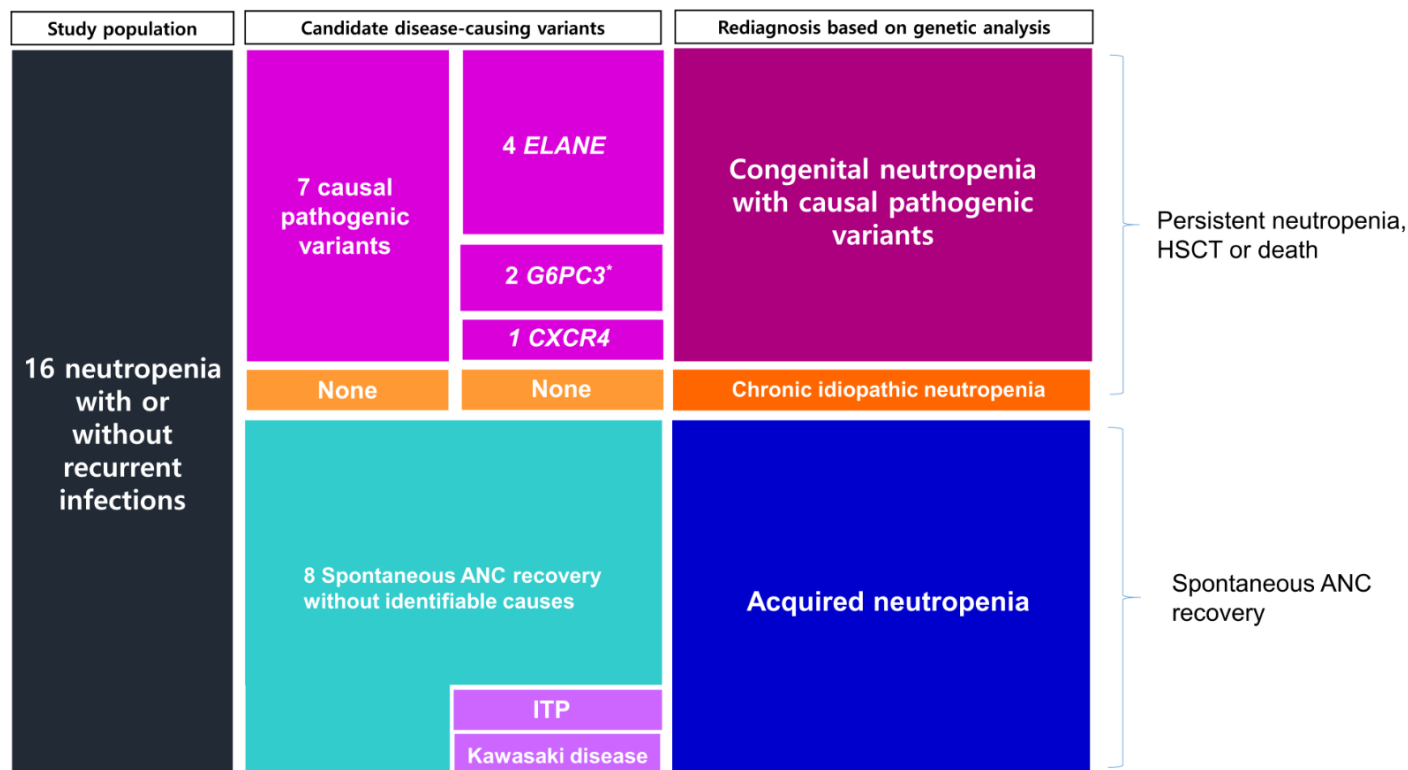 Study population
Candidate disease-causing variants
Rediagnosis based on genetic analysis
16 neutropenia
with or
without
recurrent
infections
7 causal
pathogenic
variants
4 ELANE
2 G6PC3*
1 CXCR4
Congenital neutropenia
with causal pathogenic
variants
Persistent neutropenia,
HSCT or death
None
None
Chronic idiopathic neutropenia
8 Spontaneous ANC recovery
without identifiable causes
ITP
Kawasaki disease
Acquired neutropenia
Spontaneous ANC
recovery